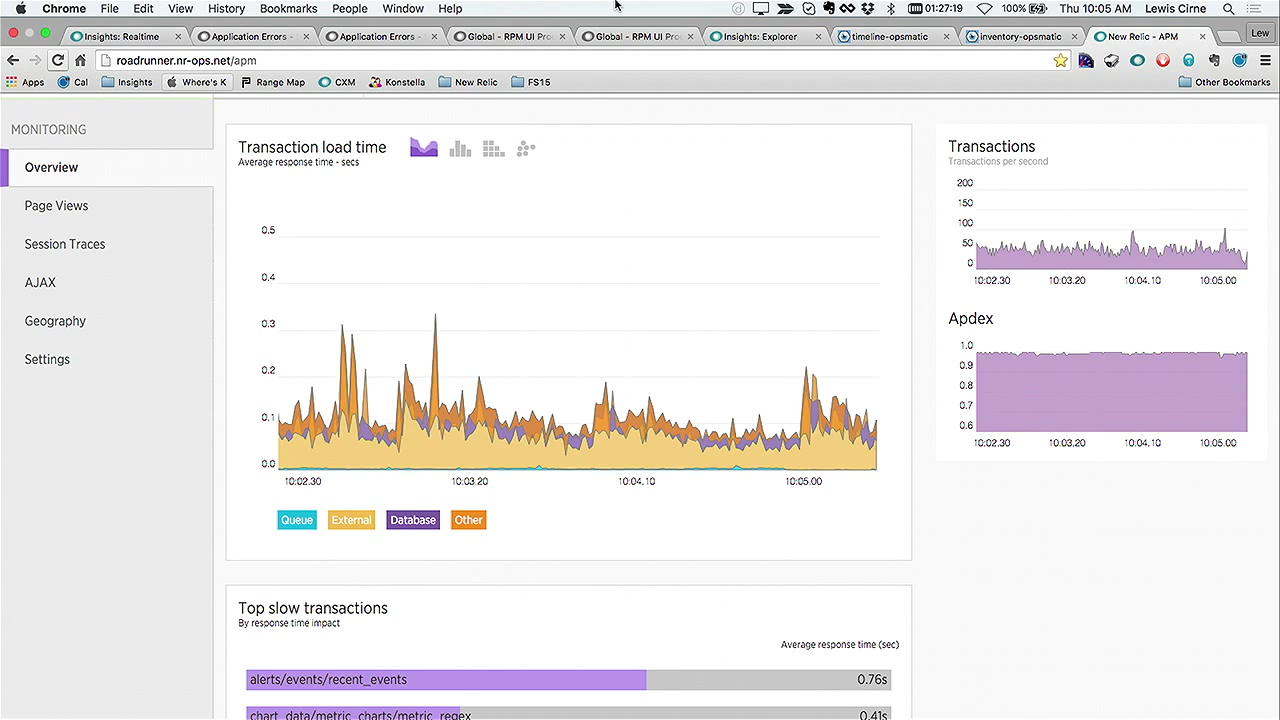 Chrome File Edit View History Bookmarks People Window Help 01:27:19 100% Thu 10:05 AM Lewis Cirne
Insights: Realtime Application Errors - Application Errors - Global - RPM UI Pro Global - RPM UI Pro Insights: Explorer timeline-opsmatic inventory-opsmatic New Relic - APM Lew
roadrunner.nr-ops.net/apm
Apps Cal Insights Where's K Range Map CXM Konstella New Relic FS15 Other Bookmarks
MONITORING
Overview
Page Views
Session Traces
AJAX
Geography
Settings
Transaction load time
Average response time - secs
0.5
0.4
0.3
0.2
0.1
0.0
10:02.30 10:03.20 10:04.10 10:05.00
Queue External Database Other
Top slow transactions
By response time impact
Average response time (sec)
alerts/events/recent_events 0.76s
chart_data/metric_charts/metric_regex 0.41s
Transactions
Transactions per second
200
150
100
50
0
10:02.30 10:03.20 10:04.10 10:05.00
Apdex
1.0
0.9
0.8
0.7
0.6
10:02.30 10:03.20 10:04.10 10:05.00